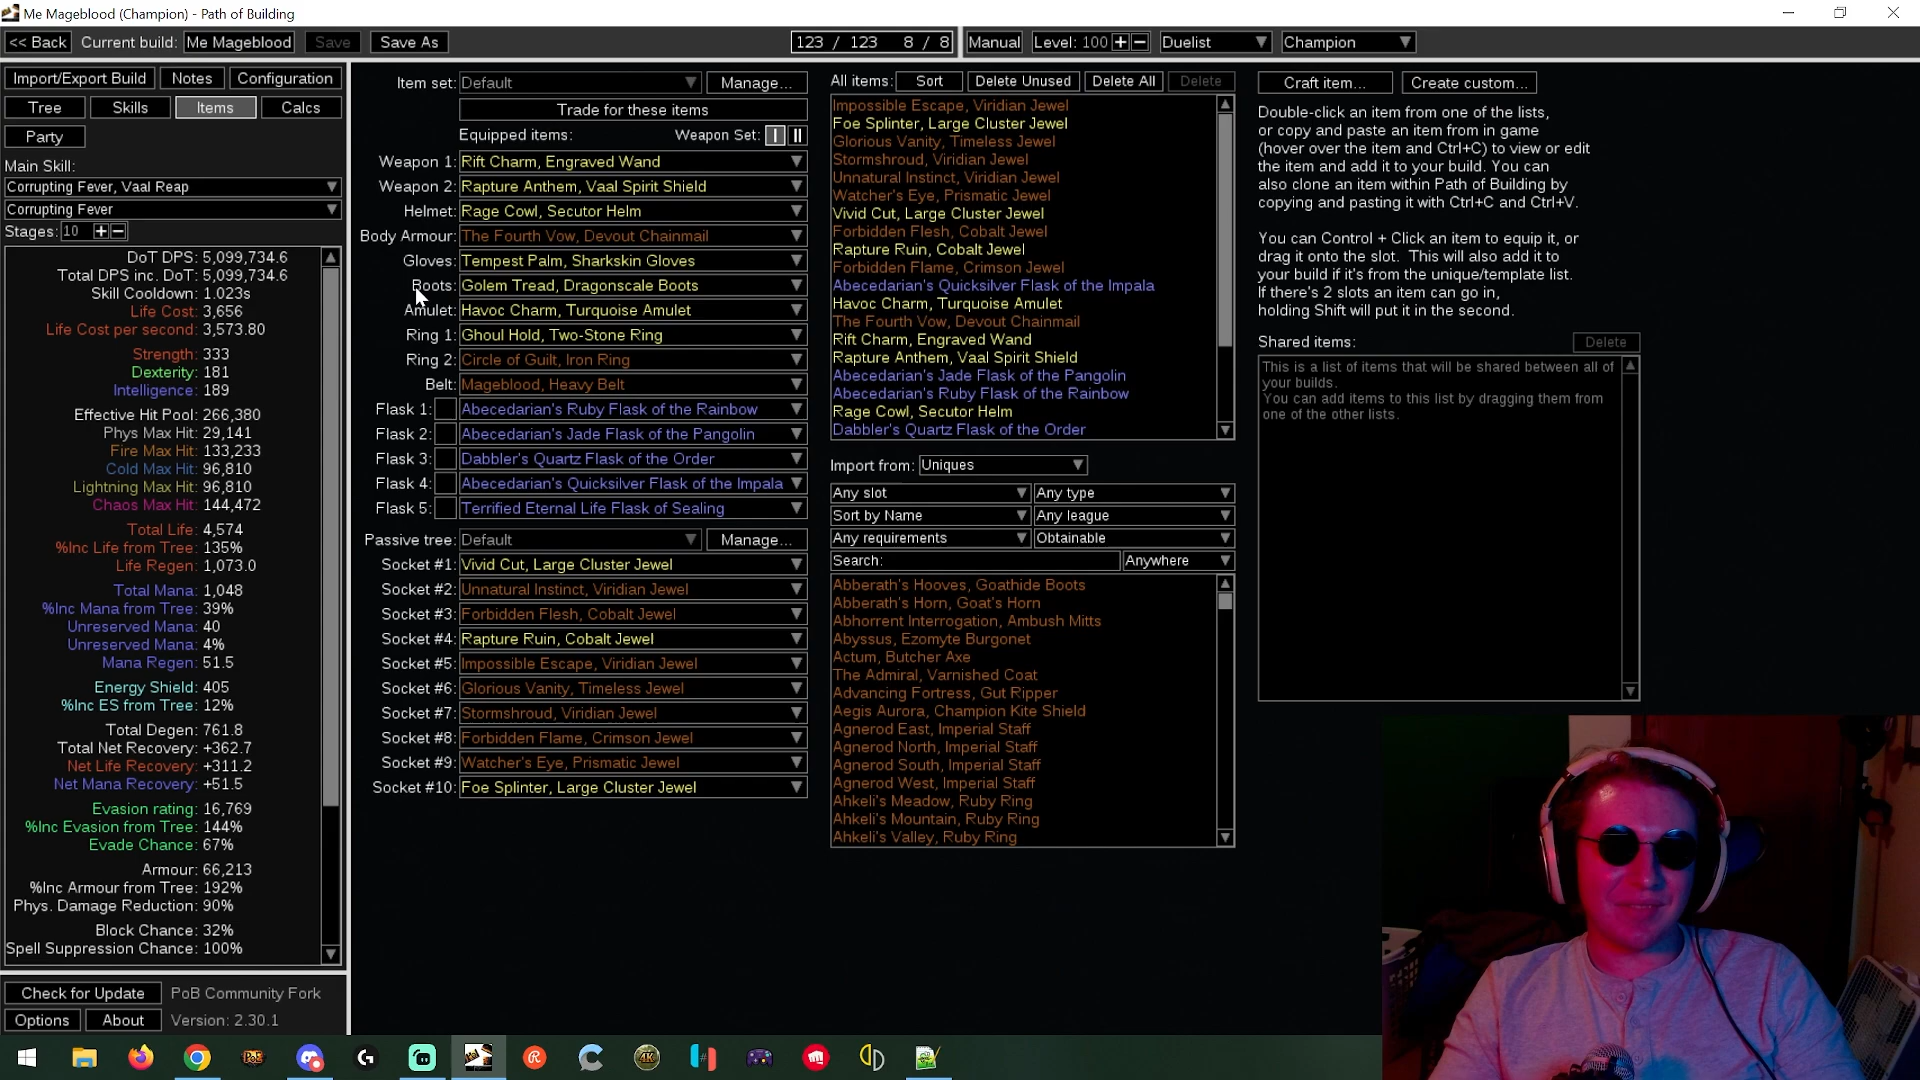 Me Mageblood (Champion) - Path of Building
<< Back
Current build: Me Mageblood
Save
Save As
123 / 123 8 / 8
Manual
Level: 100 + -
Duelist
Champion
Import/Export Build
Notes
Configuration
Tree
Skills
Items
Calcs
Party
Main Skill:
Corrupting Fever, Vaal Reap
Corrupting Fever
Stages: 10 + -
DoT DPS: 5,099,734.6
Total DPS inc. DoT: 5,099,734.6
Skill Cooldown: 1.023s
Life Cost: 3,656
Life Cost per second: 3,573.80
Strength: 333
Dexterity: 181
Intelligence: 189
Effective Hit Pool: 266,380
Phys Max Hit: 29,141
Fire Max Hit: 133,233
Cold Max Hit: 96,810
Lightning Max Hit: 96,810
Chaos Max Hit: 144,472
Total Life: 4,574
%Inc Life from Tree: 135%
Life Regen: 1,073.0
Total Mana: 1,048
%Inc Mana from Tree: 39%
Unreserved Mana: 40
Unreserved Mana: 4%
Mana Regen: 51.5
Energy Shield: 405
%Inc ES from Tree: 12%
Total Degen: 761.8
Total Net Recovery: +362.7
Net Life Recovery: +311.2
Net Mana Recovery: +51.5
Evasion rating: 16,769
%Inc Evasion from Tree: 144%
Evade Chance: 67%
Armour: 66,213
%Inc Armour from Tree: 192%
Phys. Damage Reduction: 90%
Block Chance: 32%
Spell Suppression Chance: 100%
Check for Update
PoB Community Fork
Options
About
Version: 2.30.1
Item set: Default
Manage...
Trade for these items
Equipped items:
Weapon Set: I II
Weapon 1: Rift Charm, Engraved Wand
Weapon 2: Rapture Anthem, Vaal Spirit Shield
Helmet: Rage Cowl, Secutor Helm
Body Armour: The Fourth Vow, Devout Chainmail
Gloves: Tempest Palm, Sharkskin Gloves
Boots: Golem Tread, Dragonscale Boots
Amulet: Havoc Charm, Turquoise Amulet
Ring 1: Ghoul Hold, Two-Stone Ring
Ring 2: Circle of Guilt, Iron Ring
Belt: Mageblood, Heavy Belt
Flask 1: Abecedarian's Ruby Flask of the Rainbow
Flask 2: Abecedarian's Jade Flask of the Pangolin
Flask 3: Dabbler's Quartz Flask of the Order
Flask 4: Abecedarian's Quicksilver Flask of the Impala
Flask 5: Terrified Eternal Life Flask of Sealing
Passive tree: Default
Manage...
Socket #1: Vivid Cut, Large Cluster Jewel
Socket #2: Unnatural Instinct, Viridian Jewel
Socket #3: Forbidden Flesh, Cobalt Jewel
Socket #4: Rapture Ruin, Cobalt Jewel
Socket #5: Impossible Escape, Viridian Jewel
Socket #6: Glorious Vanity, Timeless Jewel
Socket #7: Stormshroud, Viridian Jewel
Socket #8: Forbidden Flame, Crimson Jewel
Socket #9: Watcher's Eye, Prismatic Jewel
Socket #10: Foe Splinter, Large Cluster Jewel
All items:
Sort
Delete Unused
Delete All
Delete
Impossible Escape, Viridian Jewel
Foe Splinter, Large Cluster Jewel
Glorious Vanity, Timeless Jewel
Stormshroud, Viridian Jewel
Unnatural Instinct, Viridian Jewel
Watcher's Eye, Prismatic Jewel
Vivid Cut, Large Cluster Jewel
Forbidden Flesh, Cobalt Jewel
Rapture Ruin, Cobalt Jewel
Forbidden Flame, Crimson Jewel
Abecedarian's Quicksilver Flask of the Impala
Havoc Charm, Turquoise Amulet
The Fourth Vow, Devout Chainmail
Rift Charm, Engraved Wand
Rapture Anthem, Vaal Spirit Shield
Abecedarian's Jade Flask of the Pangolin
Abecedarian's Ruby Flask of the Rainbow
Rage Cowl, Secutor Helm
Dabbler's Quartz Flask of the Order
Import from: Uniques
Any slot
Any type
Sort by Name
Any league
Any requirements
Obtainable
Search:
Anywhere
Abberath's Hooves, Goathide Boots
Abberath's Horn, Goat's Horn
Abhorrent Interrogation, Ambush Mitts
Abyssus, Ezomyte Burgonet
Actum, Butcher Axe
The Admiral, Varnished Coat
Advancing Fortress, Gut Ripper
Aegis Aurora, Champion Kite Shield
Agnerod East, Imperial Staff
Agnerod North, Imperial Staff
Agnerod South, Imperial Staff
Agnerod West, Imperial Staff
Ahkeli's Meadow, Ruby Ring
Ahkeli's Mountain, Ruby Ring
Ahkeli's Valley, Ruby Ring
Craft item...
Create custom...
Double-click an item from one of the lists,
or copy and paste an item from in game
(hover over the item and Ctrl+C) to view or edit
the item and add it to your build. You can
also clone an item within Path of Building by
copying and pasting it with Ctrl+C and Ctrl+V.
You can Control + Click an item to equip it, or
drag it onto the slot. This will also add it to
your build if it's from the unique/template list.
If there's 2 slots an item can go in,
holding Shift will put it in the second.
Shared items:
Delete
This is a list of items that will be shared between all of
your builds.
You can add items to this list by dragging them from
one of the other lists.